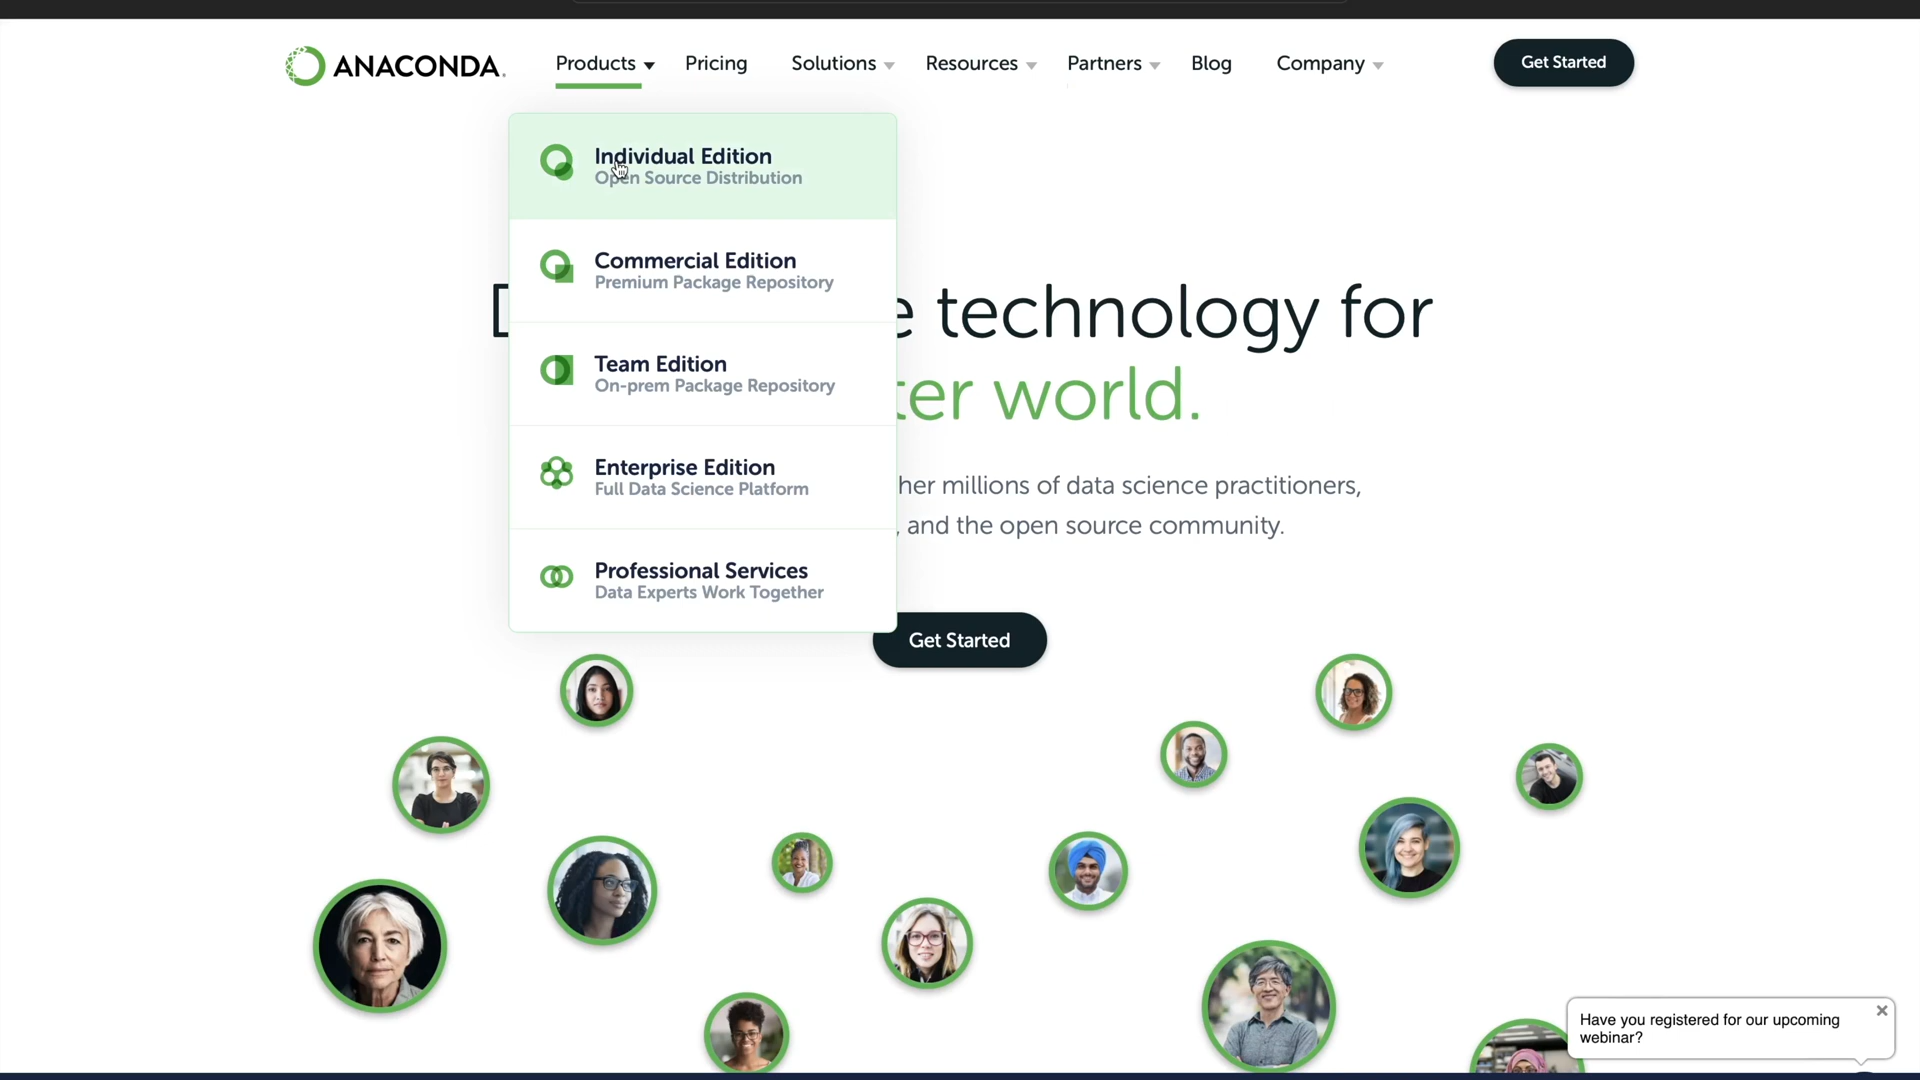 ANACONDA.
Products
Pricing
Solutions
Resources
Partners
Blog
Company
Get Started
Individual Edition
Open Source Distribution
Commercial Edition
Premium Package Repository
Team Edition
On-prem Package Repository
Enterprise Edition
Full Data Science Platform
Professional Services
Data Experts Work Together
e technology for
ter world.
her millions of data science practitioners,
, and the open source community.
Get Started
Have you registered for our upcoming
webinar?